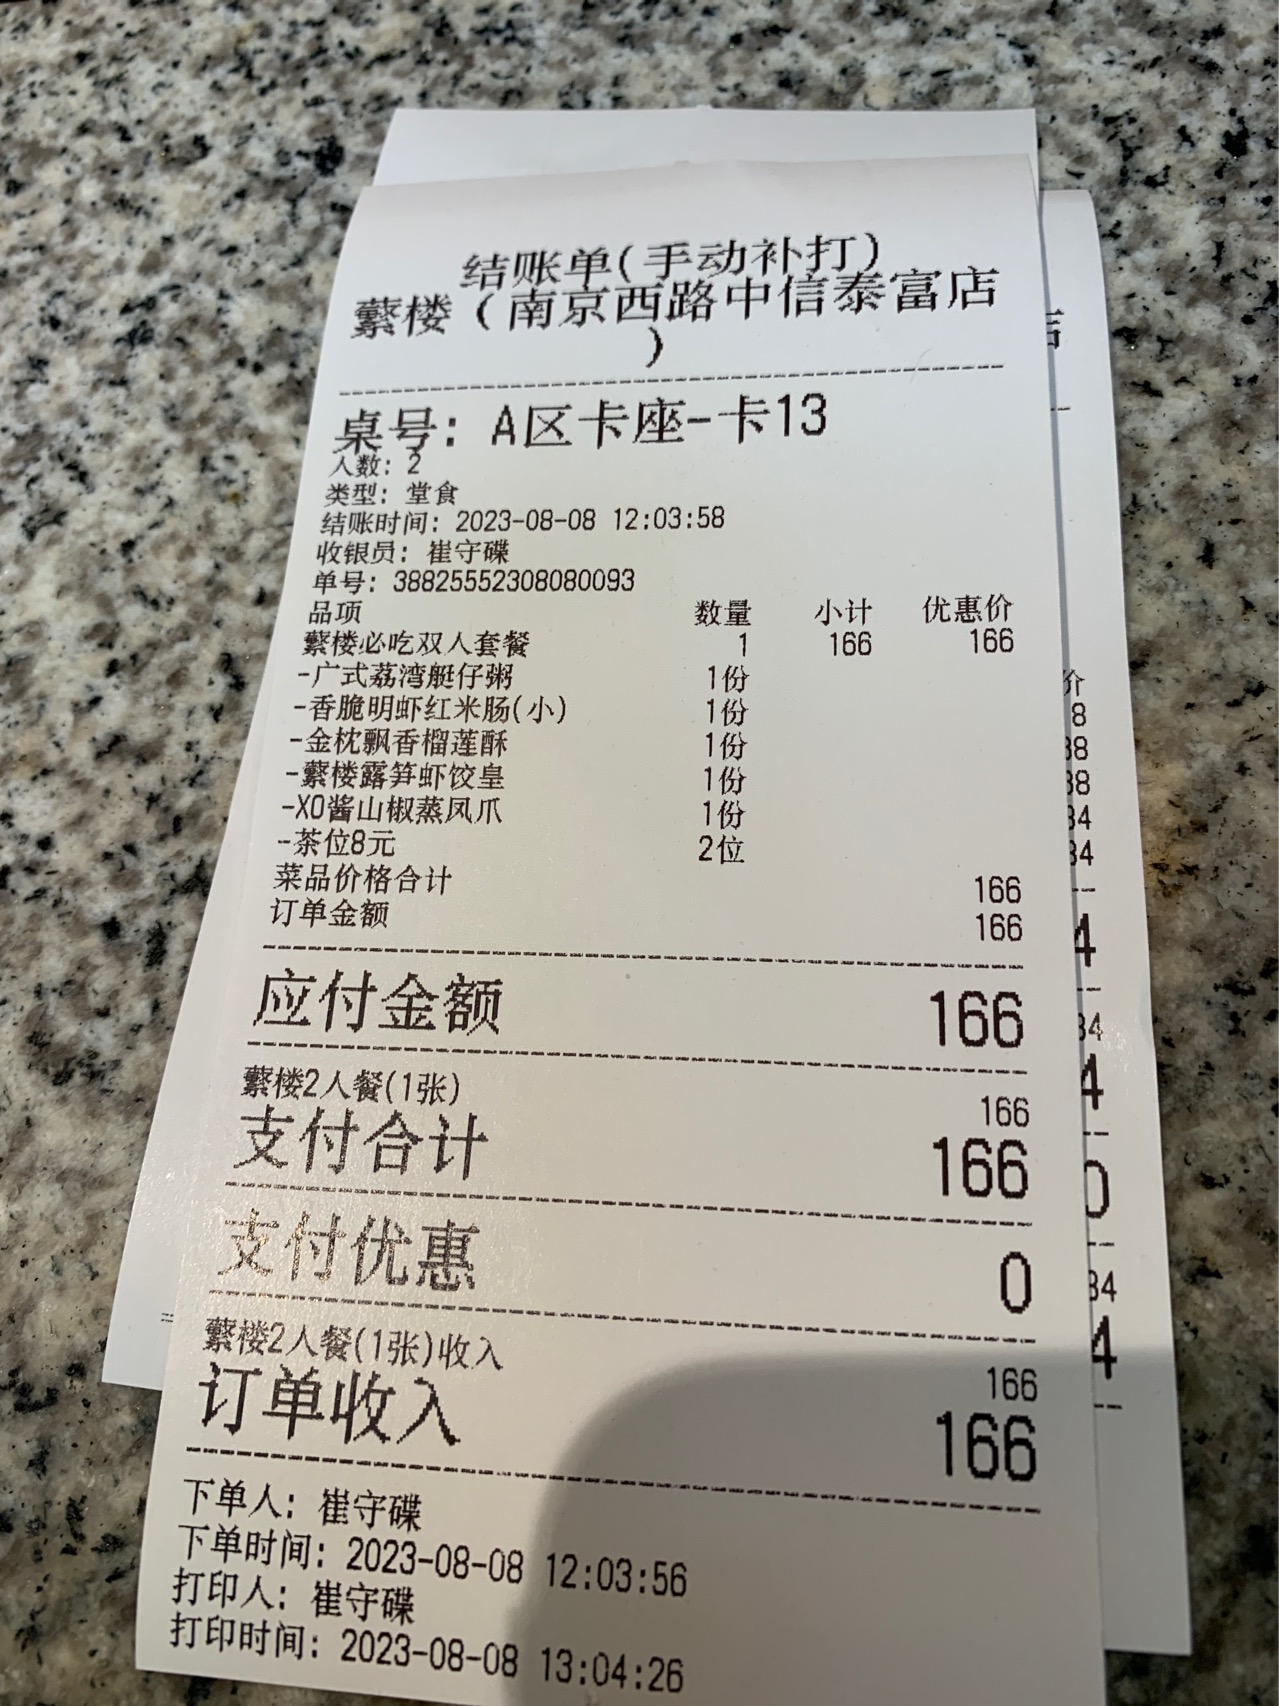 结账单(手动补打)
蘩楼(南京西路中信泰富店
)
桌号: A区卡座-卡13
人数: 2
类型: 堂食
结账时间: 2023-08-08 12:03:58
收银员: 崔守碟
单号: 38825552308080093
品项 数量 小计 优惠价
蘩楼必吃双人套餐 1 166 166
-广式荔湾艇仔粥 1份
-香脆明虾红米肠(小) 1份
-金枕飘香榴莲酥 1份
-蘩楼露笋虾饺皇 1份
-XO酱山椒蒸凤爪 1份
-茶位8元 2位
菜品价格合计 166
订单金额 166
应付金额 166
蘩楼2人餐(1张) 166
支付合计 166
支付优惠 0
蘩楼2人餐(1张)收入 166
订单收入 166
下单人: 崔守碟
下单时间: 2023-08-08 12:03:56
打印人: 崔守碟
打印时间: 2023-08-08 13:04:26